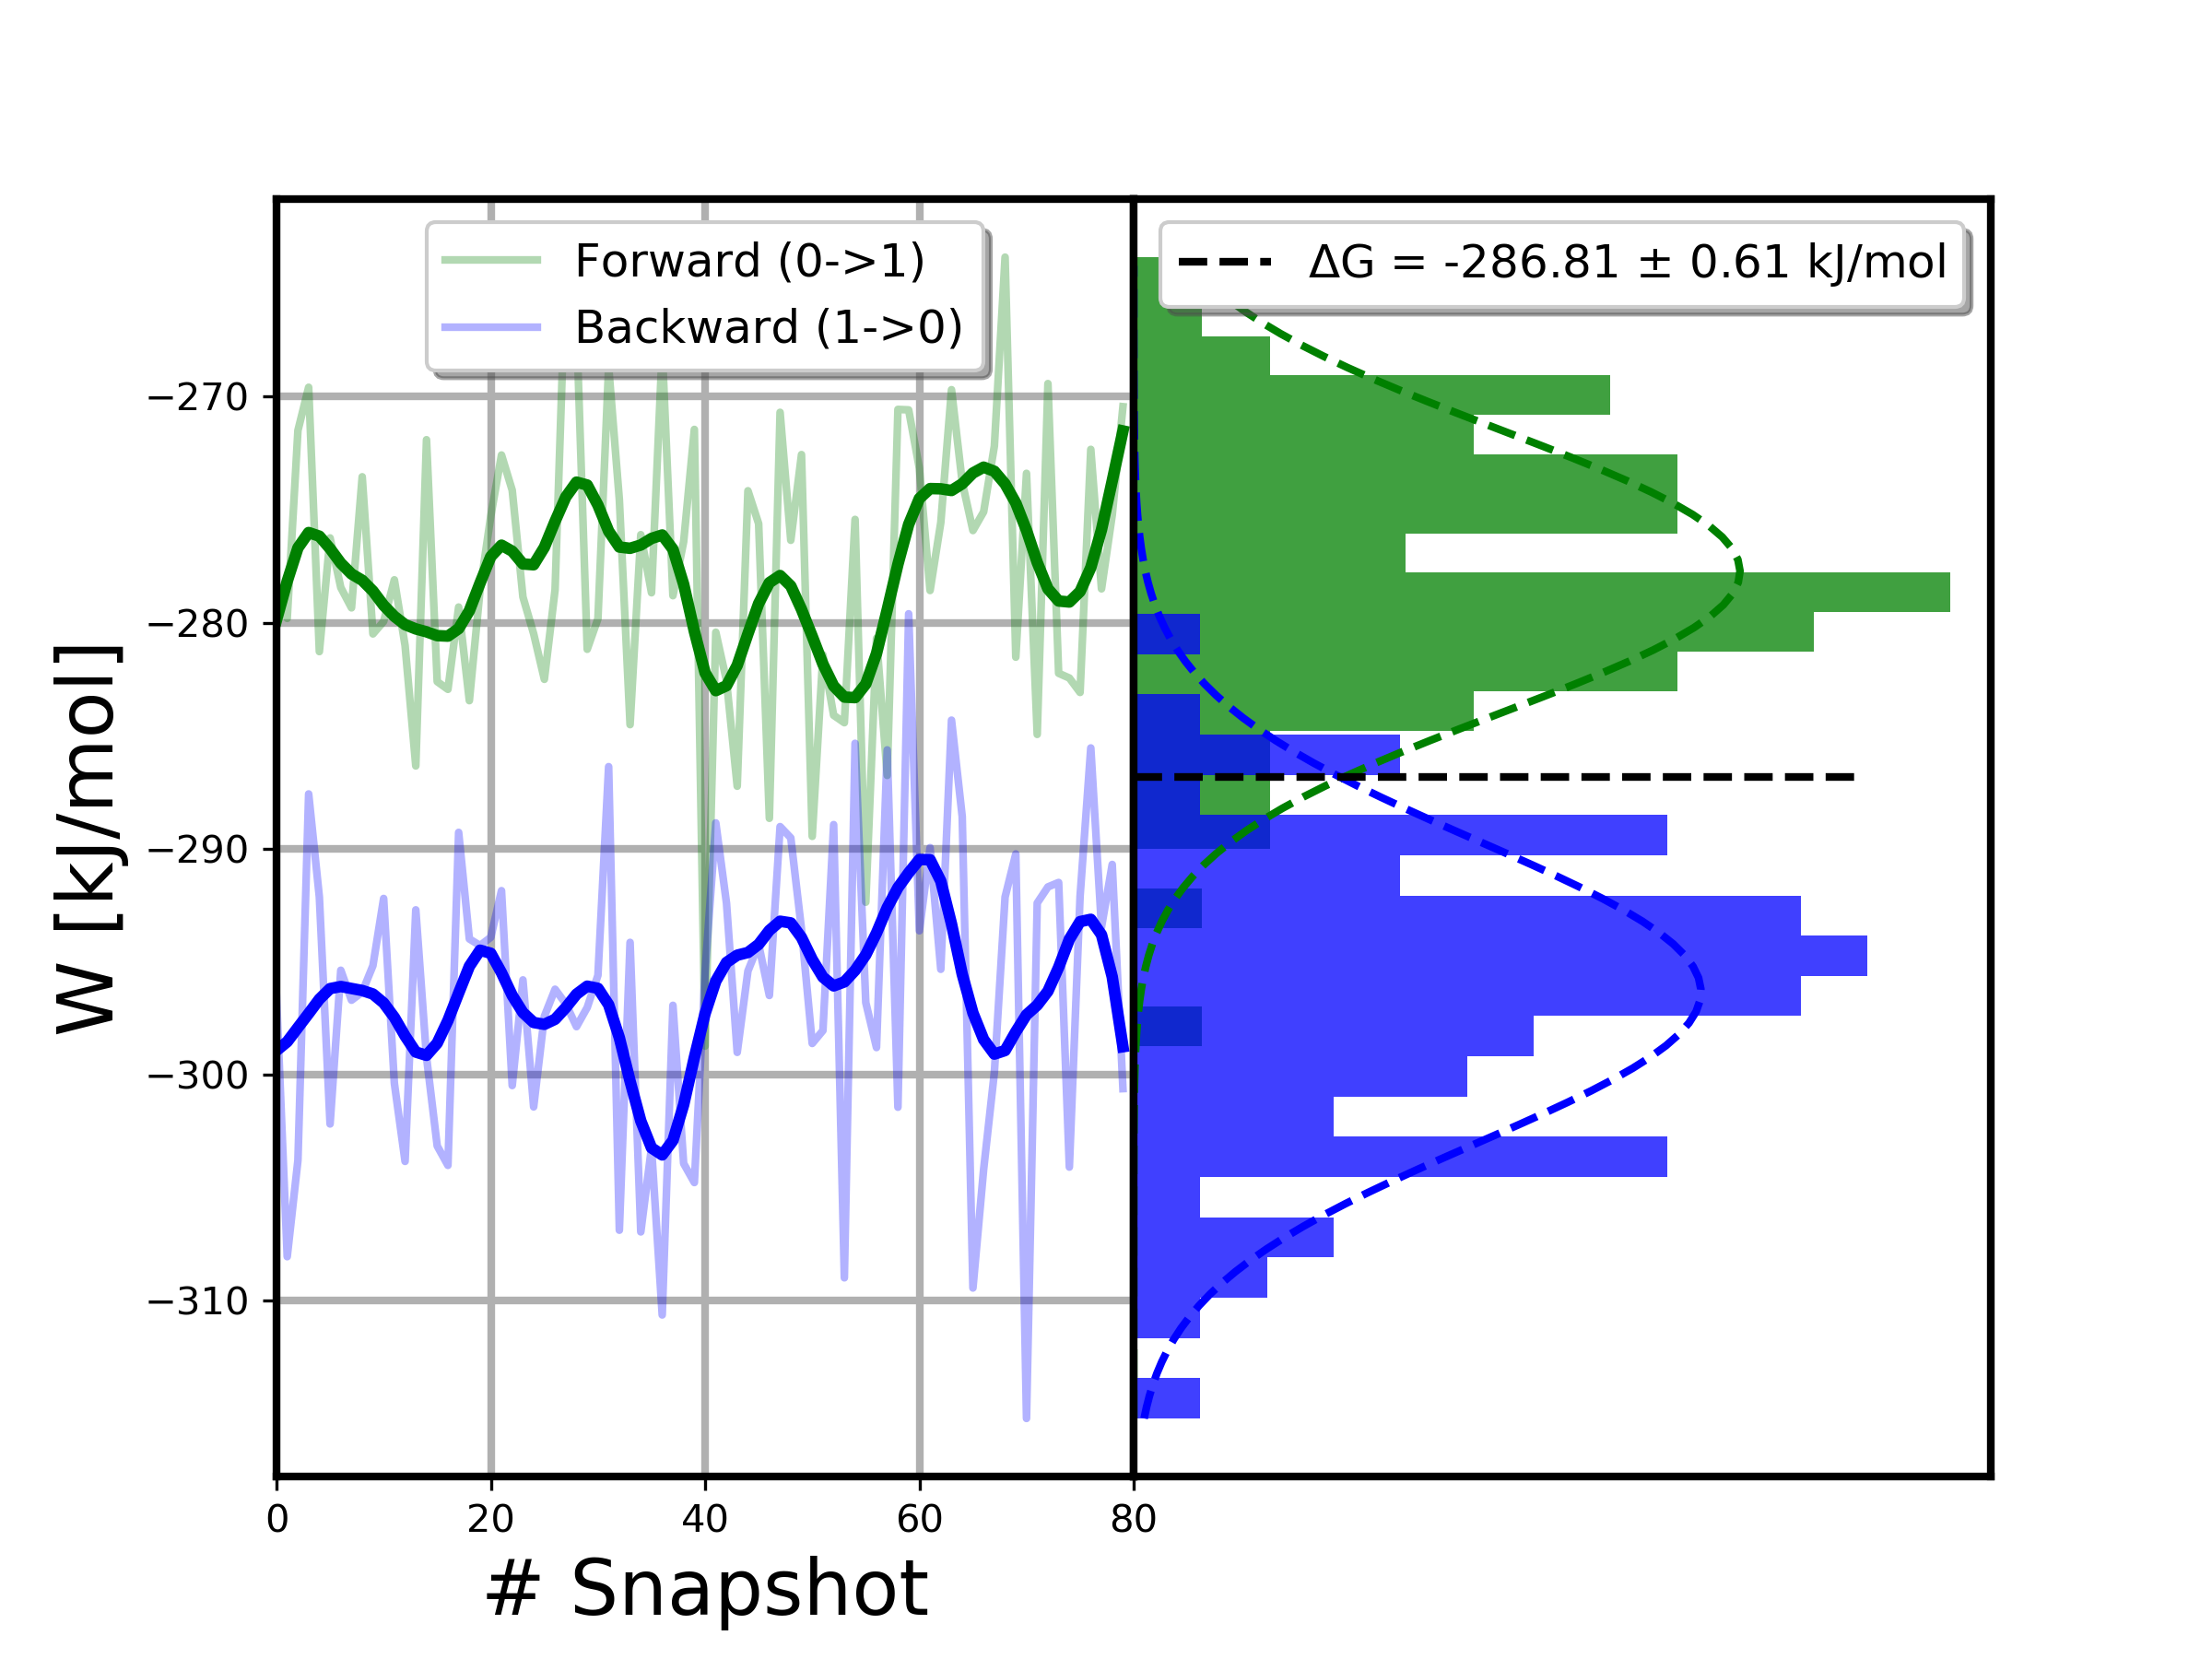 Forward (0->1)
Backward (1->0)
ΔG = -286.81 ± 0.61 kJ/mol
W [kJ/mol]
−270
−280
−290
−300
−310
0 20 40 60 80
# Snapshot